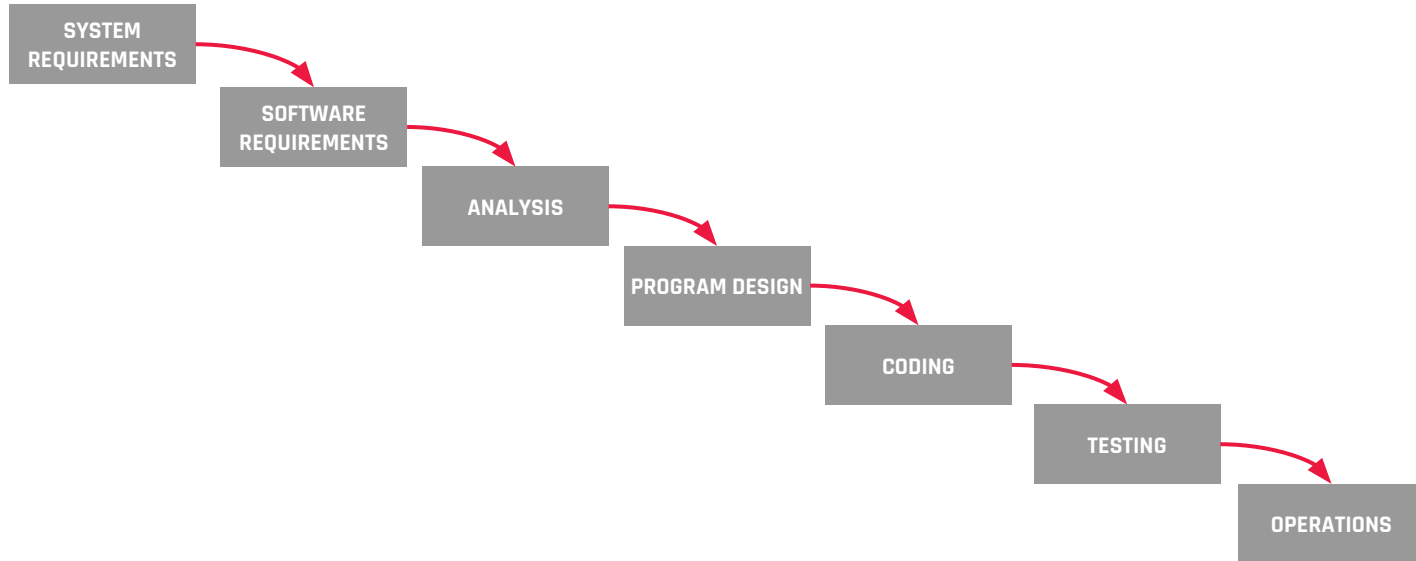 SYSTEM
REQUIREMENTS
SOFTWARE
REQUIREMENTS
ANALYSIS
PROGRAM DESIGN
CODING
TESTING
OPERATIONS